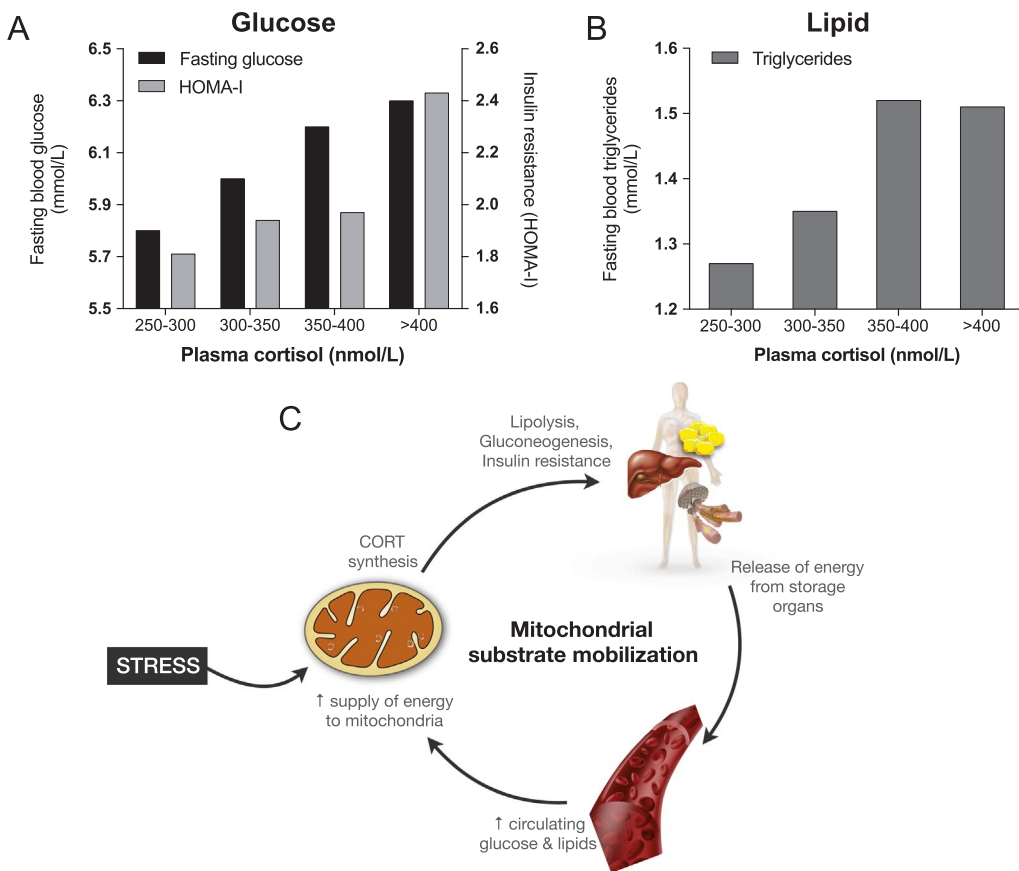 A
Glucose
Fasting glucose
HOMA-I
Fasting blood glucose
(mmol/L)
6.5
6.3
6.1
5.9
5.7
5.5
2.6
2.4
2.2
2.0
1.8
1.6
Insulin resistance (HOMA-I)
250-300
300-350
350-400
>400
Plasma cortisol (nmol/L)
B
Lipid
Triglycerides
Fasting blood triglycerides
(mmol/L)
1.6
1.5
1.4
1.3
1.2
250-300
300-350
350-400
>400
Plasma cortisol (nmol/L)
C
Lipolysis,
Gluconeogenesis,
Insulin resistance
CORT
synthesis
Release of energy
from storage
organs
Mitochondrial
substrate mobilization
STRESS
↑ supply of energy
to mitochondria
↑ circulating
glucose & lipids